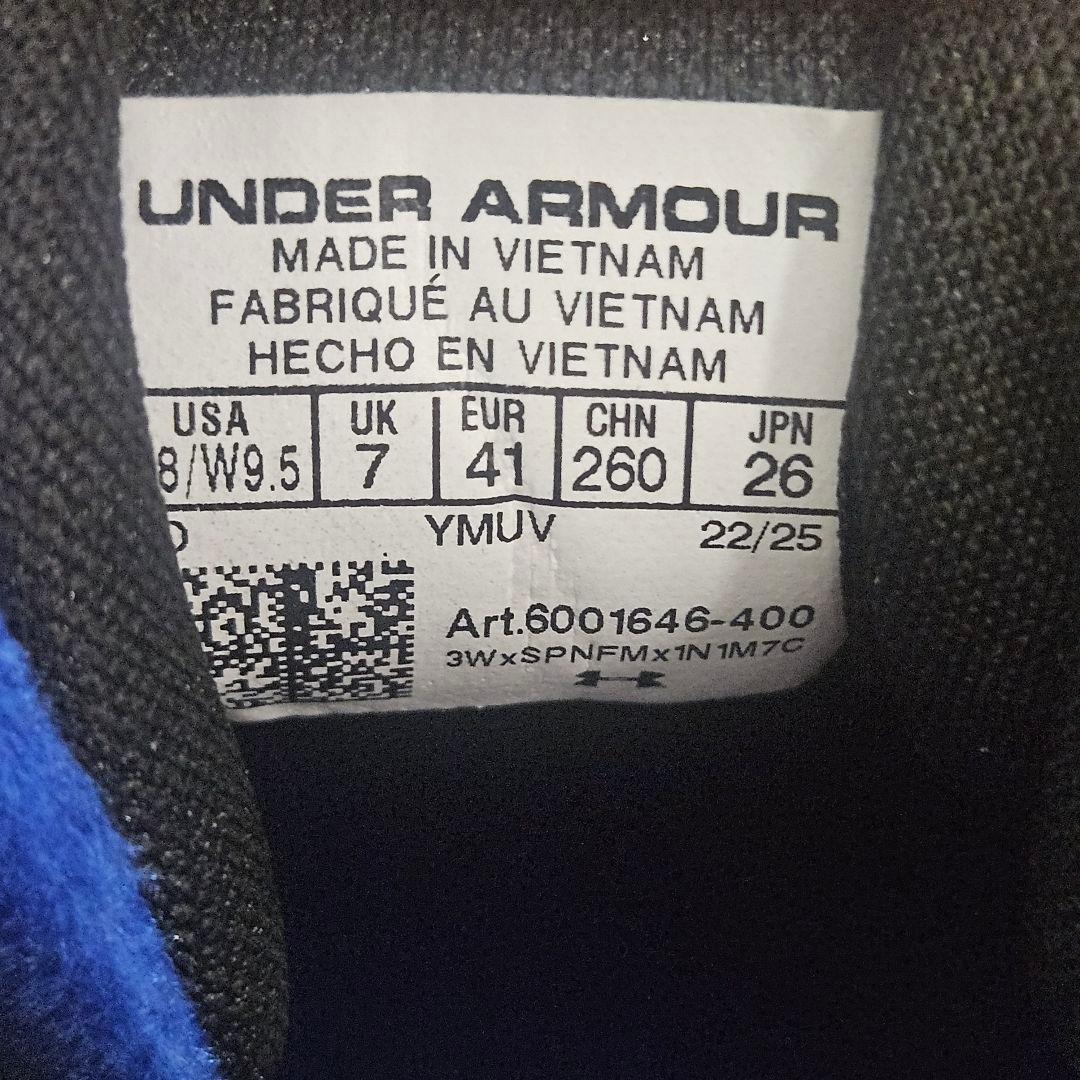 UNDER ARMOUR
MADE IN VIETNAM
FABRIQUÉ AU VIETNAM
HECHO EN VIETNAM
USA UK EUR CHN JPN
8/W9.5 7 41 260 26
YMUV 22/25
Art.6001646-400
3WxSPNFMx1N1M7C